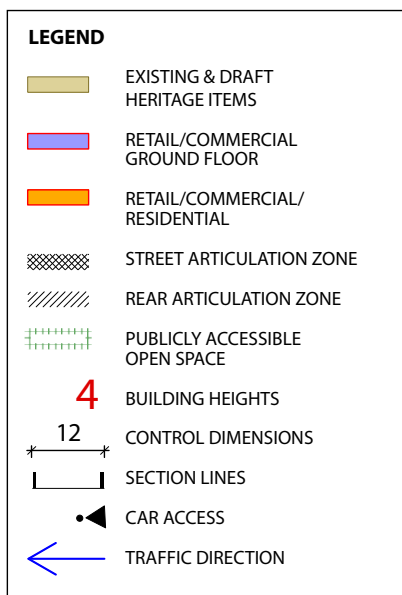 LEGEND
EXISTING & DRAFT
HERITAGE ITEMS
RETAIL/COMMERCIAL
GROUND FLOOR
RETAIL/COMMERCIAL/
RESIDENTIAL
STREET ARTICULATION ZONE
REAR ARTICULATION ZONE
PUBLICLY ACCESSIBLE
OPEN SPACE
4 BUILDING HEIGHTS
12 CONTROL DIMENSIONS
SECTION LINES
CAR ACCESS
TRAFFIC DIRECTION